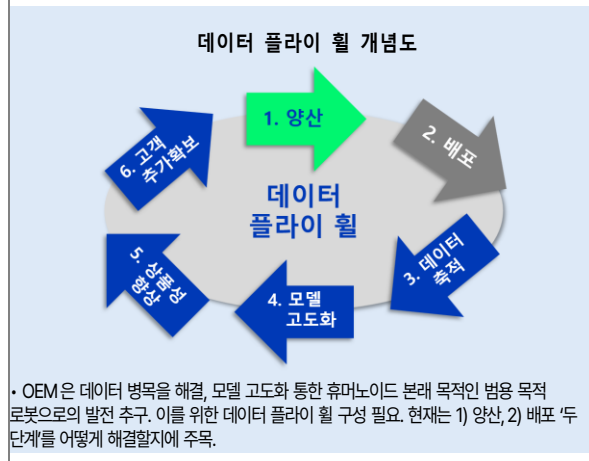 데이터 플라이 휠 개념도
1. 양산
2. 배포
3. 데이터
축적
4. 모델
고도화
5. 상품성
향상
6. 고객
추가확보
데이터
플라이 휠
• OEM은 데이터 병목을 해결, 모델 고도화 통한 휴머노이드 본래 목적인 범용 목적
로봇으로의 발전 추구. 이를 위한 데이터 플라이 휠 구성 필요. 현재는 1) 양산, 2) 배포 ‘두
단계’를 어떻게 해결할지에 주목.